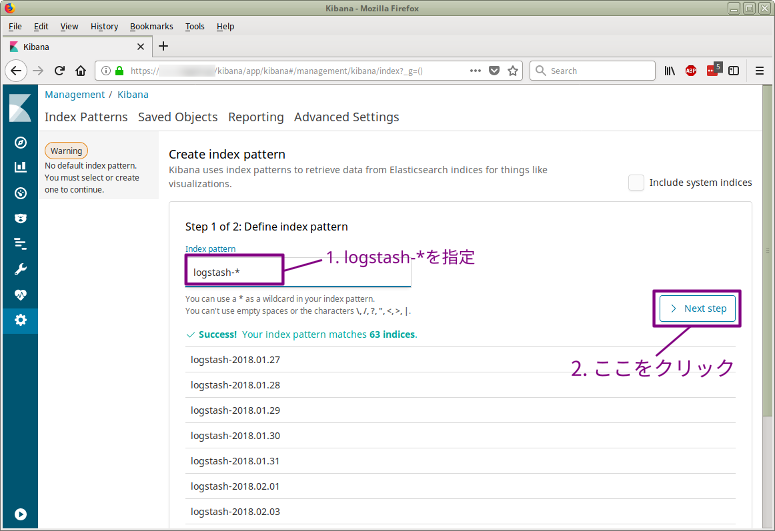 Kibana - Mozilla Firefox
File Edit View History Bookmarks Tools Help
Kibana
https:// /kibana/app/kibana#/management/kibana/index?_g=()
Search
ABP
5
Management / Kibana
Index Patterns Saved Objects Reporting Advanced Settings
Warning
No default index pattern.
You must select or create
one to continue.
Create index pattern
Kibana uses index patterns to retrieve data from Elasticsearch indices for things like
visualizations.
Include system indices
Step 1 of 2: Define index pattern
Index pattern
logstash-*
1. logstash-*を指定
You can use a * as a wildcard in your index pattern.
You can't use empty spaces or the characters \, /, ?, ", <, >, |.
Next step
Success! Your index pattern matches 63 indices.
2. ここをクリック
logstash-2018.01.27
logstash-2018.01.28
logstash-2018.01.29
logstash-2018.01.30
logstash-2018.01.31
logstash-2018.02.01
logstash-2018.02.03